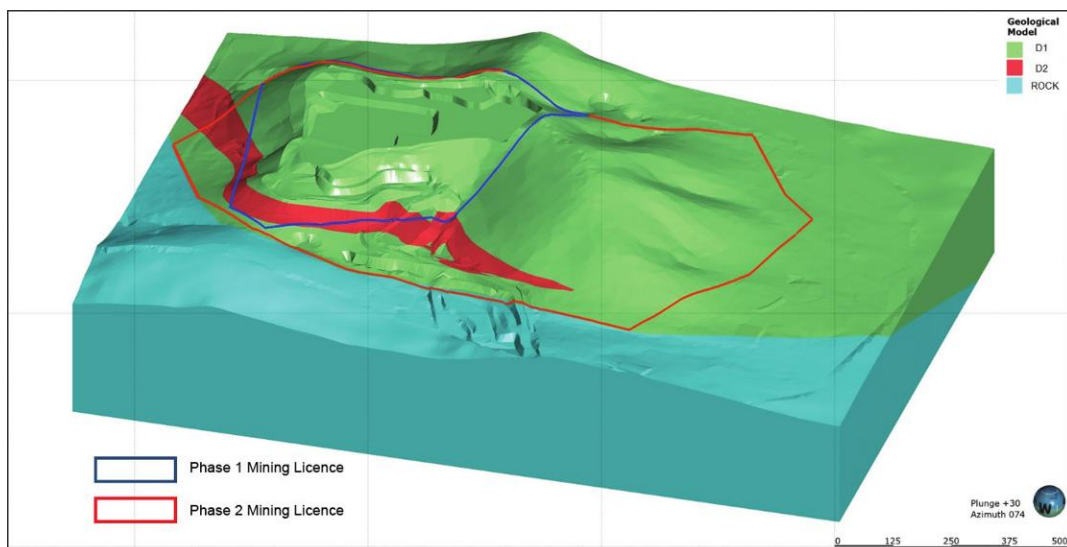 Geological
Model
D1
D2
ROCK
Phase 1 Mining Licence
Phase 2 Mining Licence
Plunge +30
Azimuth 074
W
0 125 250 375 500